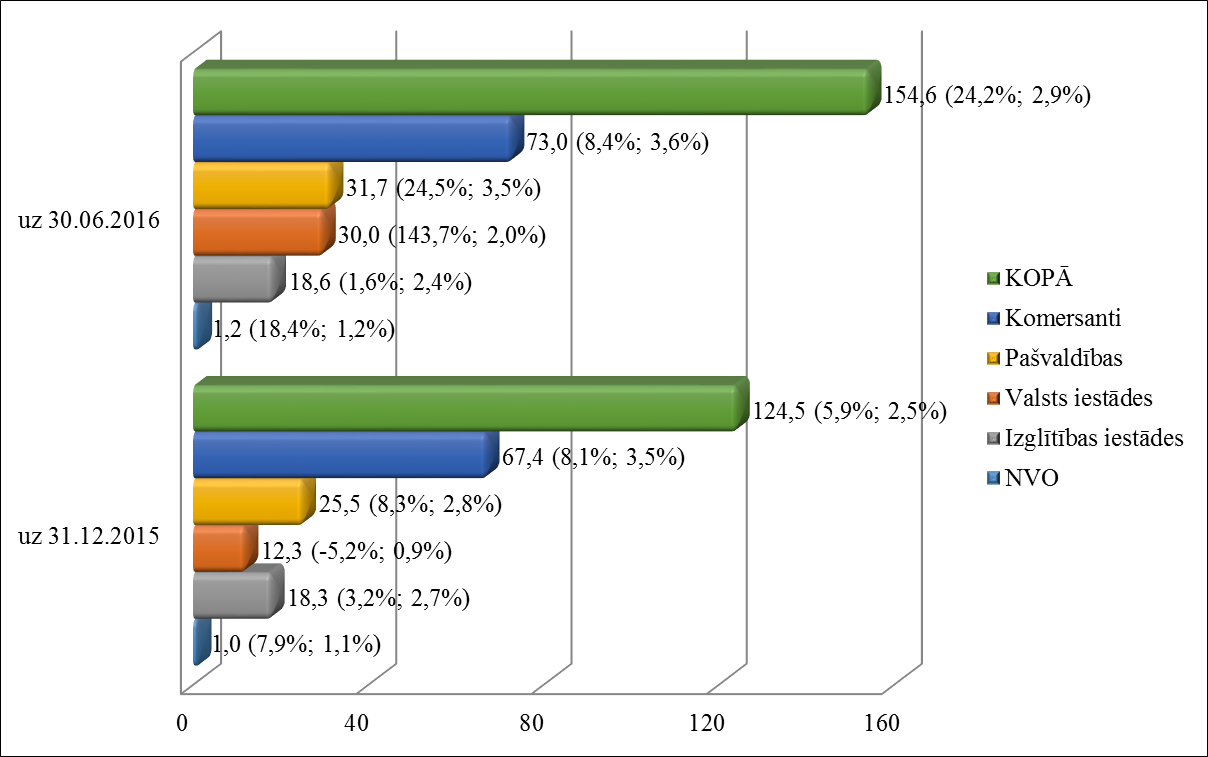 154,6 (24,2%; 2,9%)
73,0 (8,4%; 3,6%)
31,7 (24,5%; 3,5%)
uz 30.06.2016
30,0 (143,7%; 2,0%)
18,6 (1,6%; 2,4%)
1,2 (18,4%; 1,2%)
124,5 (5,9%; 2,5%)
67,4 (8,1%; 3,5%)
25,5 (8,3%; 2,8%)
uz 31.12.2015
12,3 (-5,2%; 0,9%)
18,3 (3,2%; 2,7%)
1,0 (7,9%; 1,1%)
0 40 80 120 160
KOPĀ
Komersanti
Pašvaldības
Valsts iestādes
Izglītības iestādes
NVO